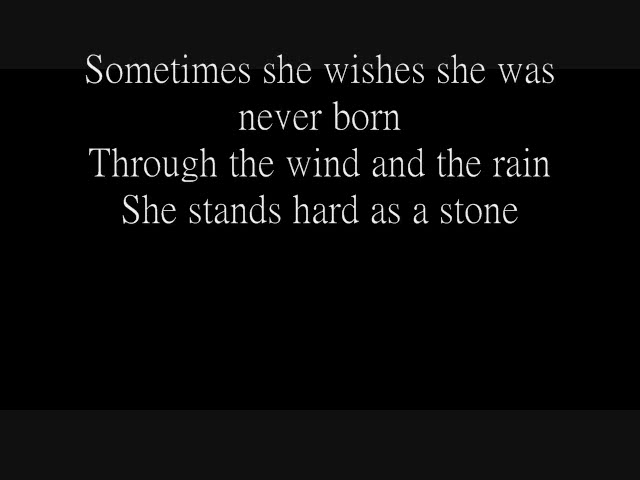 Sometimes she wishes she was
never born
Through the wind and the rain
She stands hard as a stone